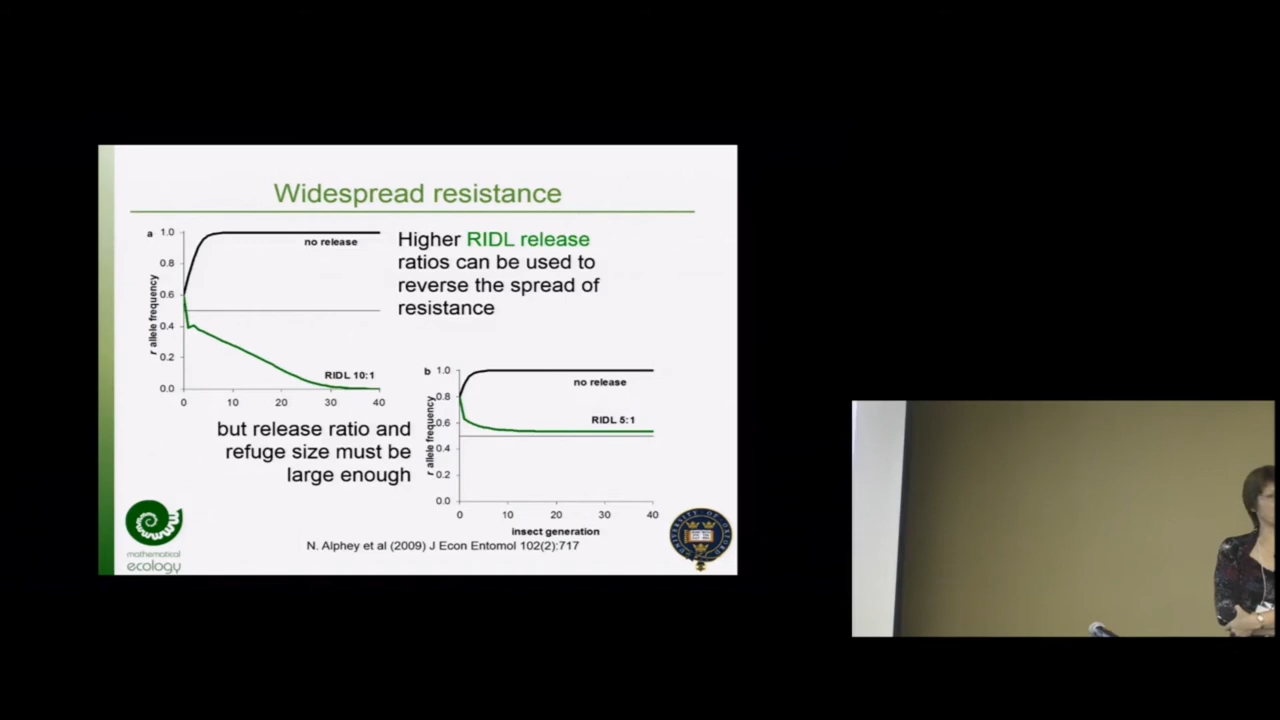 Widespread resistance
a
1.0
0.8
0.6
0.4
0.2
0.0
r allele frequency
no release
RIDL 10:1
0 10 20 30 40
Higher RIDL release
ratios can be used to
reverse the spread of
resistance
but release ratio and
refuge size must be
large enough
b
1.0
0.8
0.6
0.4
0.2
0.0
r allele frequency
no release
RIDL 5:1
0 10 20 30 40
insect generation
N. Alphey et al (2009) J Econ Entomol 102(2):717
mathematical
ecology
UNIVERSITY OF OXFORD